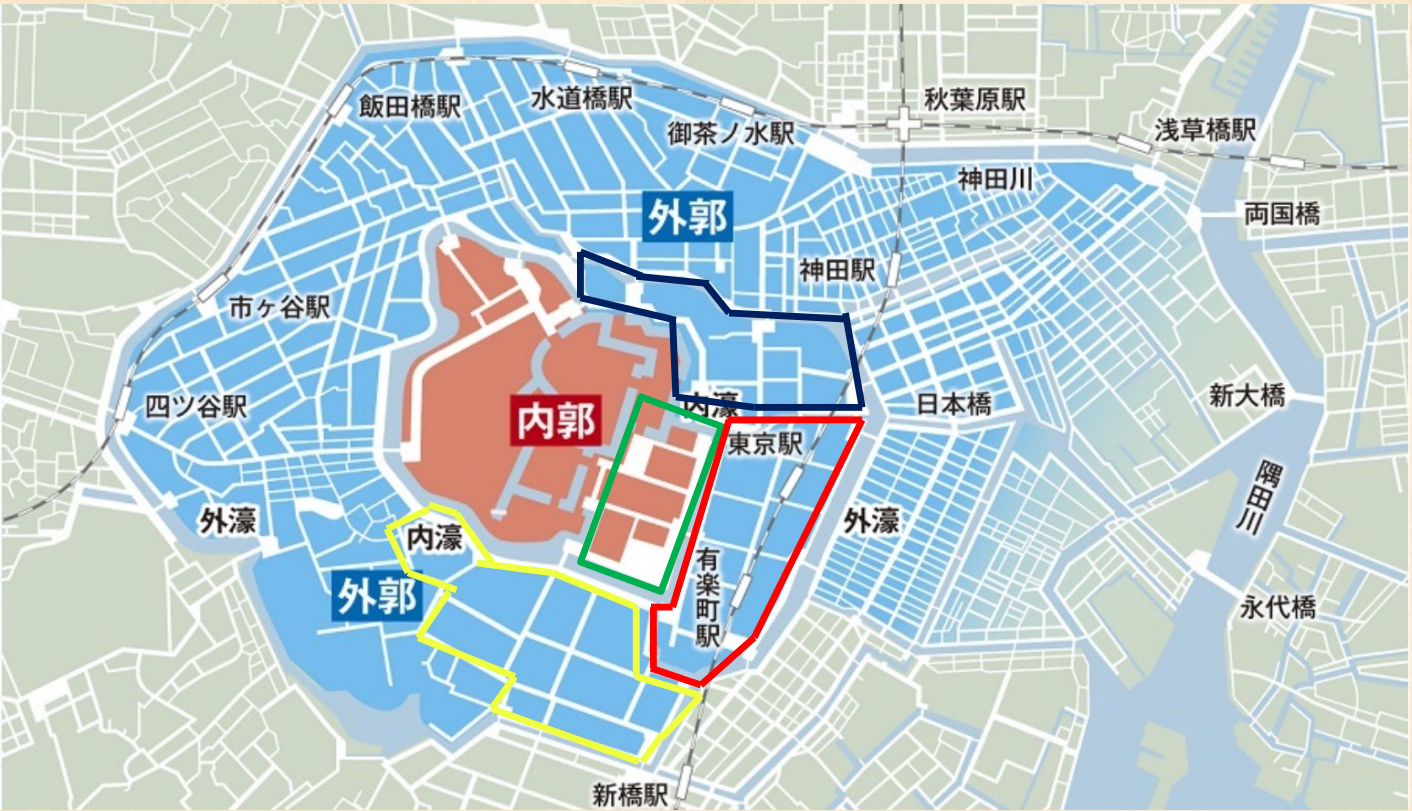 飯田橋駅
水道橋駅
御茶ノ水駅
秋葉原駅
浅草橋駅
神田川
両国橋
外郭
神田駅
市ヶ谷駅
四ツ谷駅
内郭
内濠
東京駅
日本橋
新大橋
隅田川
外濠
内濠
外濠
有楽町駅
外郭
永代橋
新橋駅